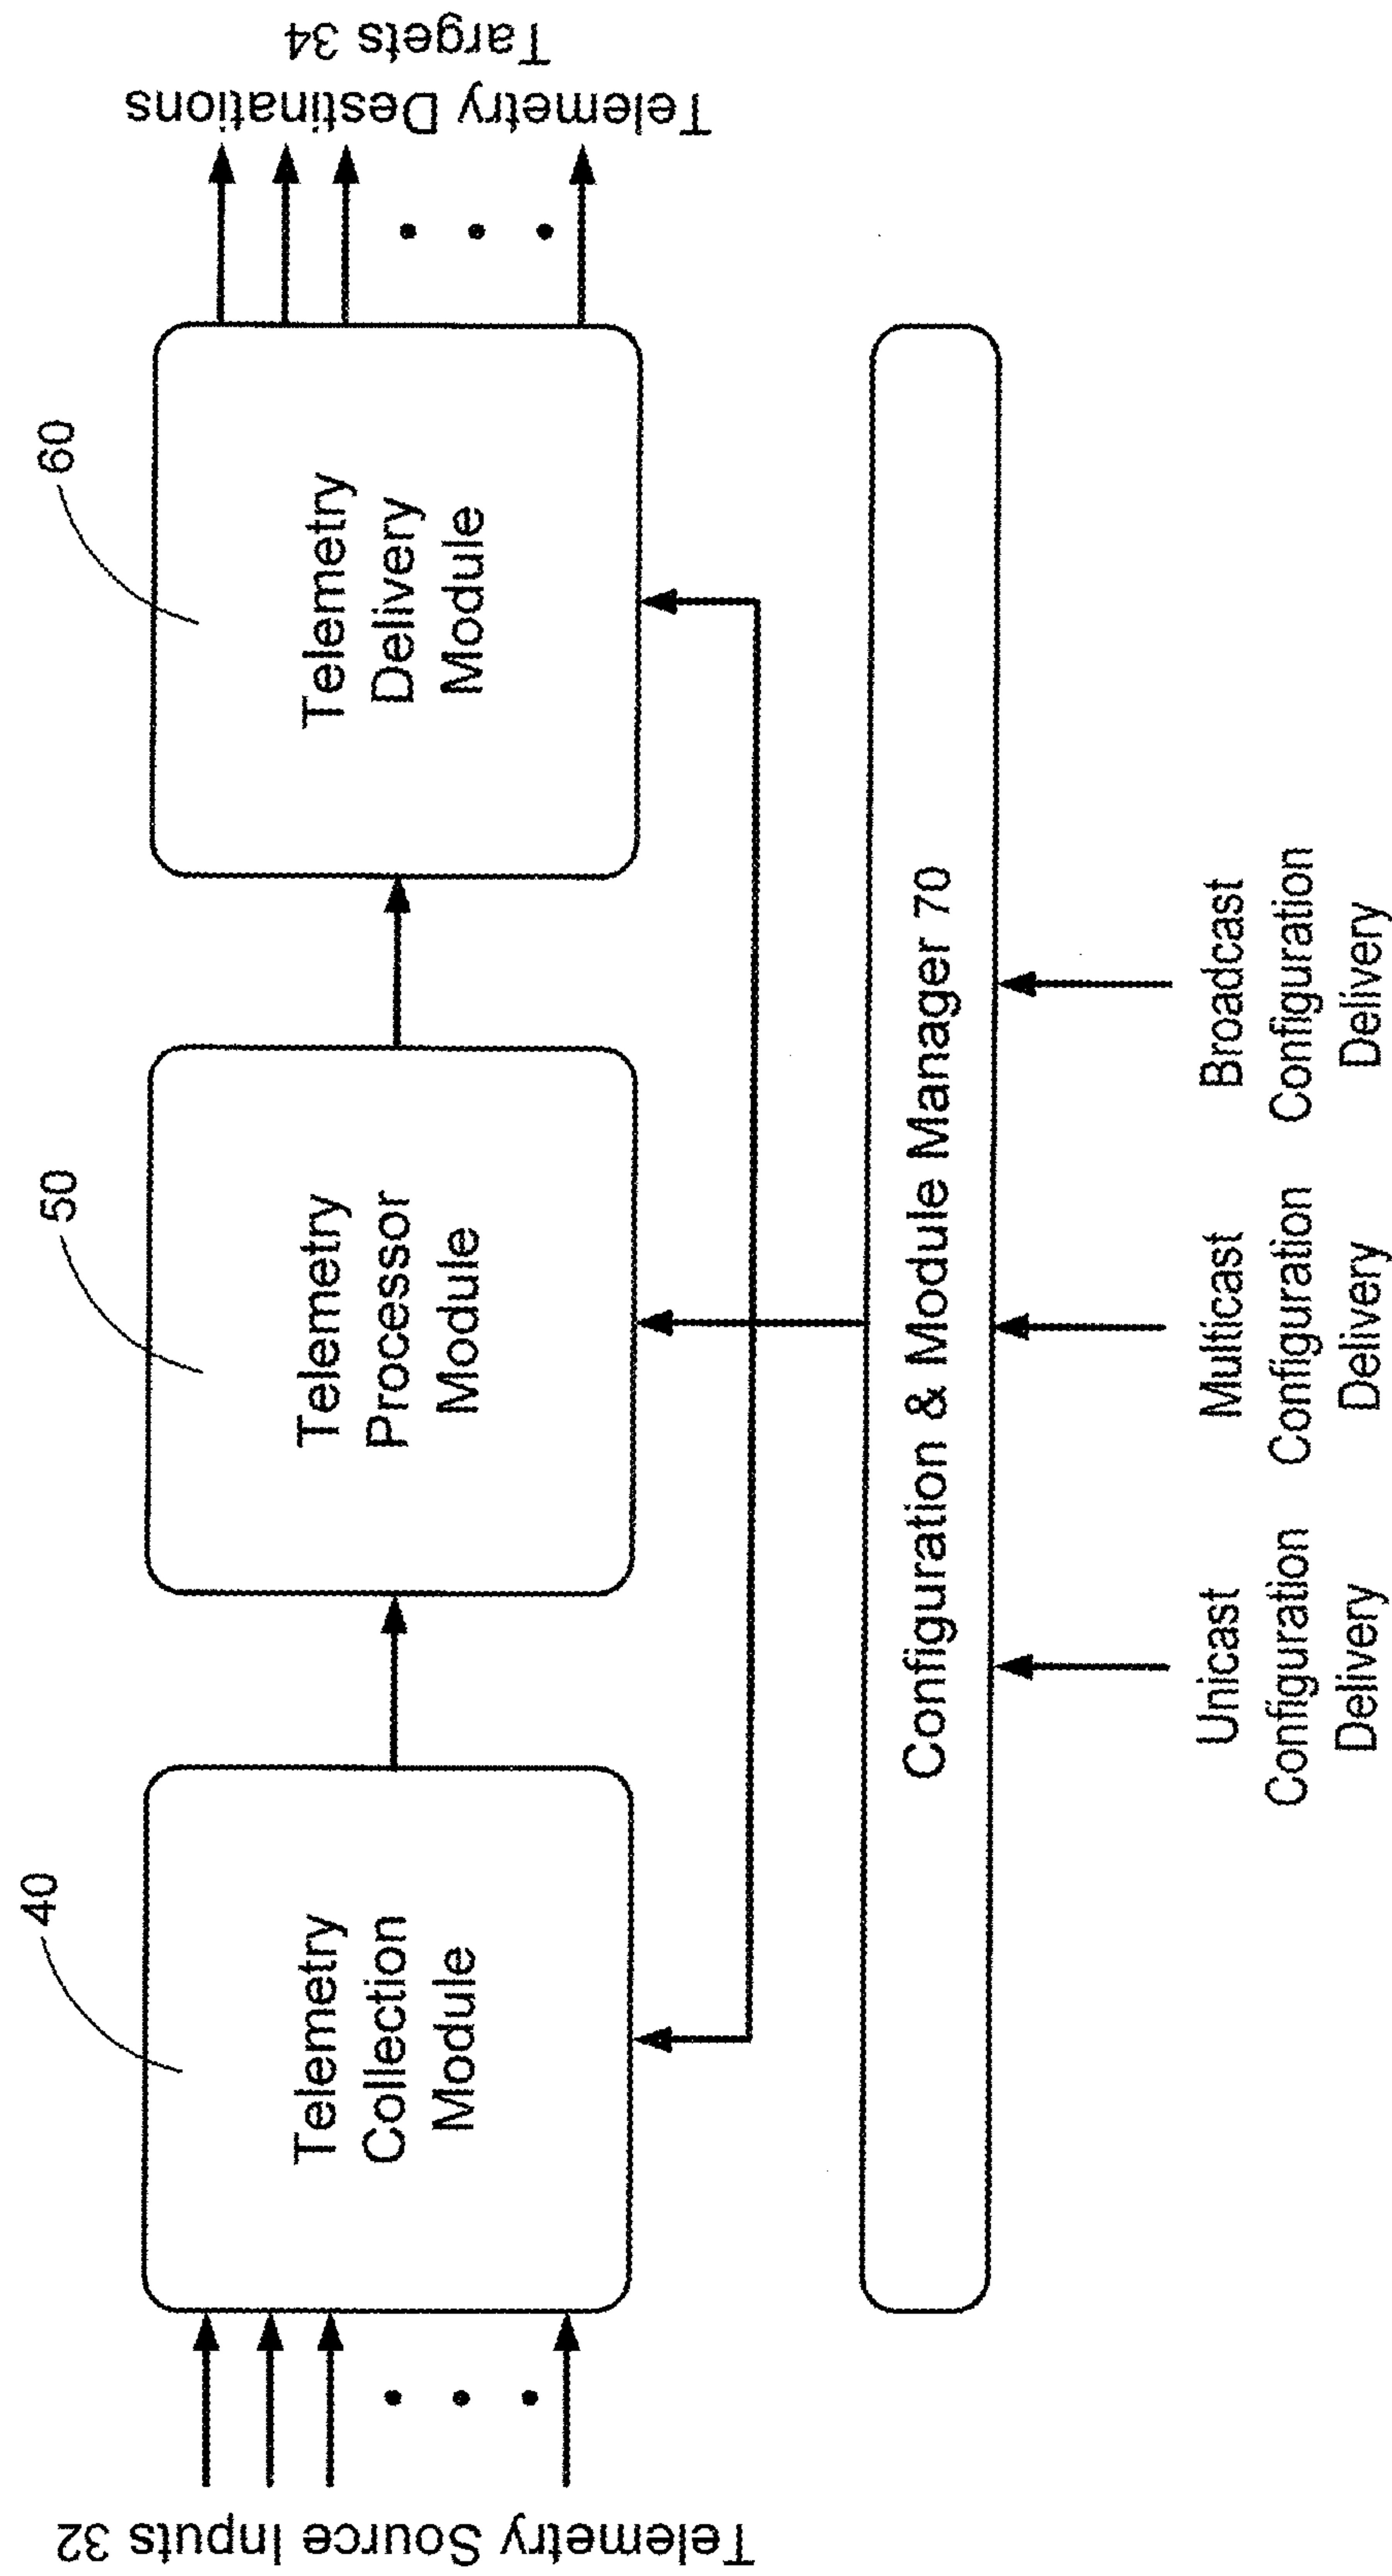 Telemetry Source Inputs 32
40
Telemetry
Collection
Module
50
Telemetry
Processor
Module
60
Telemetry
Delivery
Module
Telemetry Destinations
Targets 34
Configuration & Module Manager 70
Unicast
Configuration
Delivery
Multicast
Configuration
Delivery
Broadcast
Configuration
Delivery